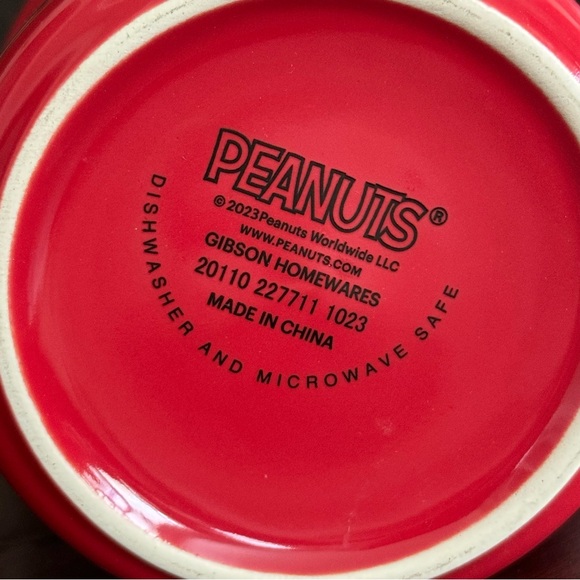 PEANUTS®
© 2023Peanuts Worldwide LLC
WWW.PEANUTS.COM
GIBSON HOMEWARES
20110 227711 1023
MADE IN CHINA
DISHWASHER AND MICROWAVE SAFE